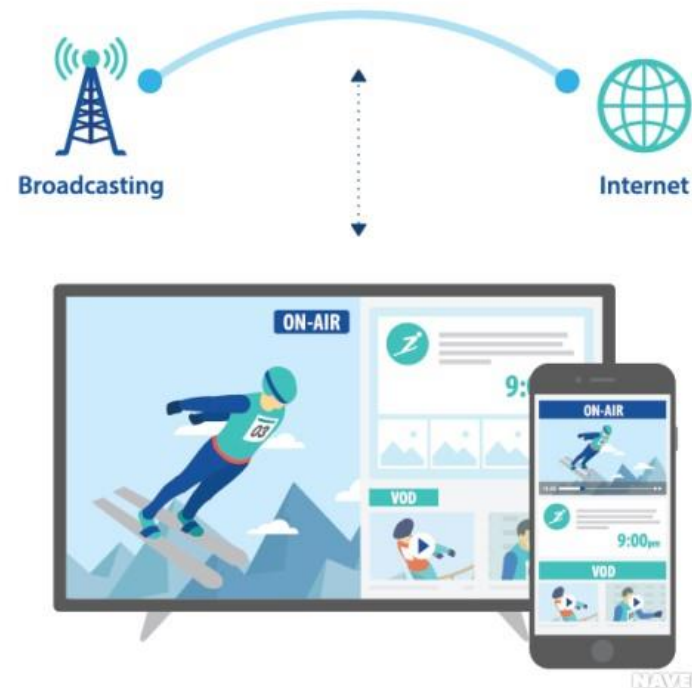 Broadcasting
Internet
ON-AIR
03
9:
VOD
ON-AIR
9:00pm
VOD
NAVE